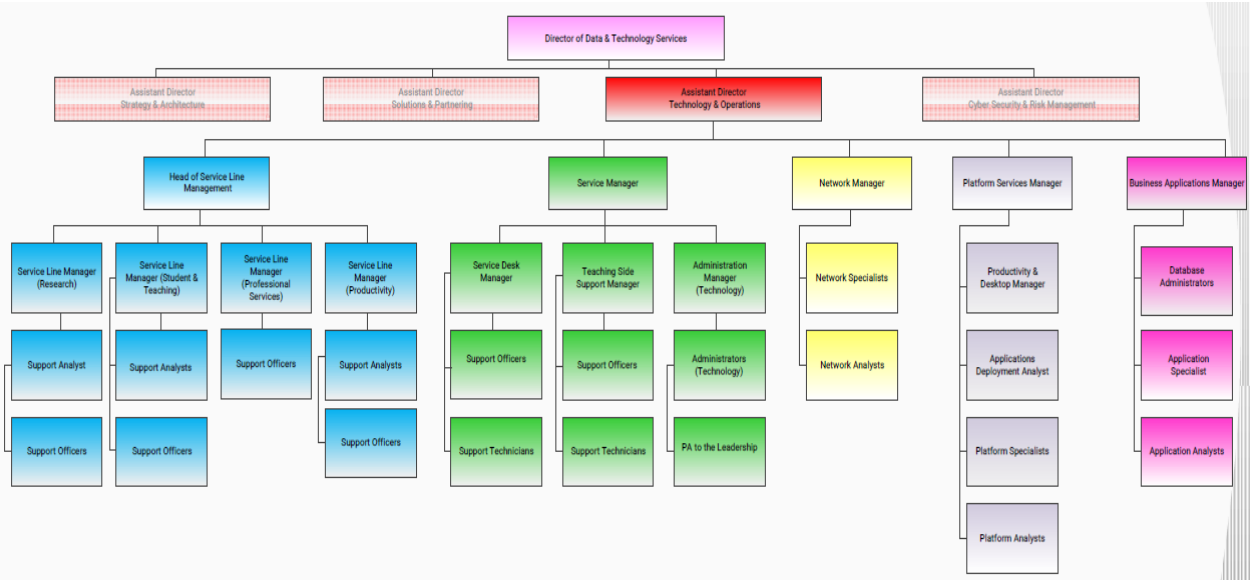 Director of Data & Technology Services
Assistant Director
Strategy & Architecture
Assistant Director
Solutions & Partnering
Assistant Director
Technology & Operations
Assistant Director
Cyber Security & Risk Management
Head of Service Line
Management
Service Manager
Network Manager
Platform Services Manager
Business Applications Manager
Service Line Manager
(Research)
Service Line
Manager (Student &
Teaching)
Service Line
Manager
(Professional
Services)
Service Line
Manager
(Productivity)
Service Desk
Manager
Teaching Side
Support Manager
Administration
Manager
(Technology)
Network Specialists
Productivity &
Desktop Manager
Database
Administrators
Support Analyst
Support Analysts
Support Officers
Support Analysts
Support Officers
Support Officers
Administrators
(Technology)
Network Analysts
Applications
Deployment Analyst
Application
Specialist
Support Officers
Support Officers
Support Officers
Support Technicians
Support Technicians
PA to the Leadership
Platform Specialists
Application Analysts
Platform Analysts